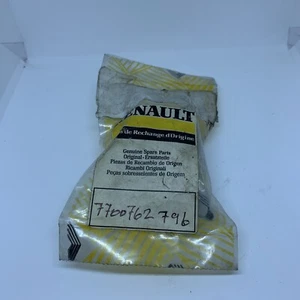 NAULT
de Rechange d'Origine
Genuine Spare Parts
Original-Ersatzteile
Piezas de Recambio de Origen
Ricambi Originali
Peças sobresselentes de Origem
7700762796